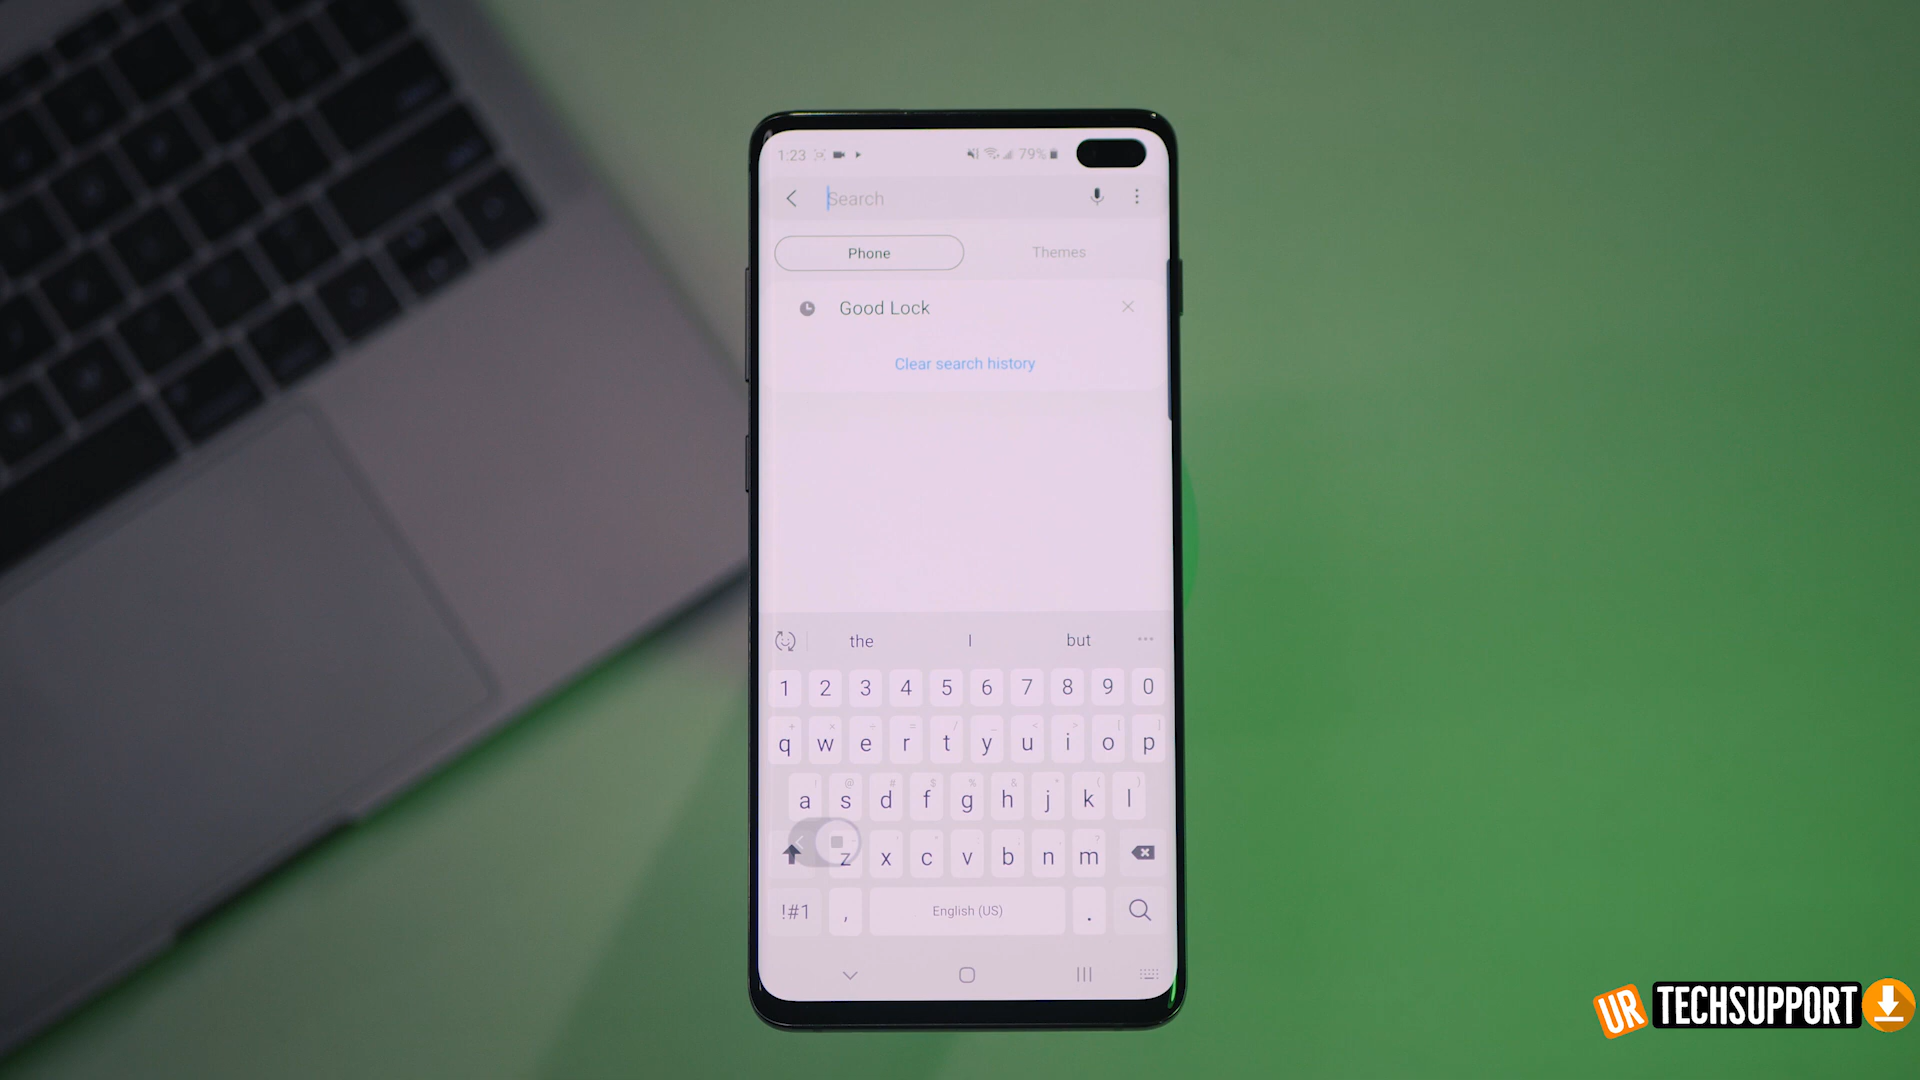 1:23 79%
Search
Phone Themes
Good Lock
Clear search history
the I but
1 2 3 4 5 6 7 8 9 0
q w e r t y u i o p
a s d f g h j k l
z x c v b n m
!#1 , English (US) .
UR TECHSUPPORT